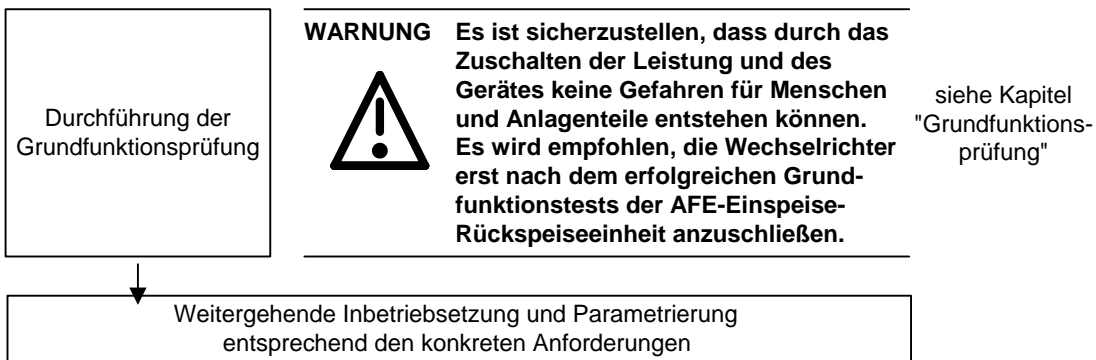 Durchführung der
Grundfunktionsprüfung
WARNUNG
Es ist sicherzustellen, dass durch das
Zuschalten der Leistung und des
Gerätes keine Gefahren für Menschen
und Anlagenteile entstehen können.
Es wird empfohlen, die Wechselrichter
erst nach dem erfolgreichen Grund-
funktionstests der AFE-Einspeise-
Rückspeiseeinheit anzuschließen.
siehe Kapitel
"Grundfunktions-
prüfung"
Weitergehende Inbetriebsetzung und Parametrierung
entsprechend den konkreten Anforderungen